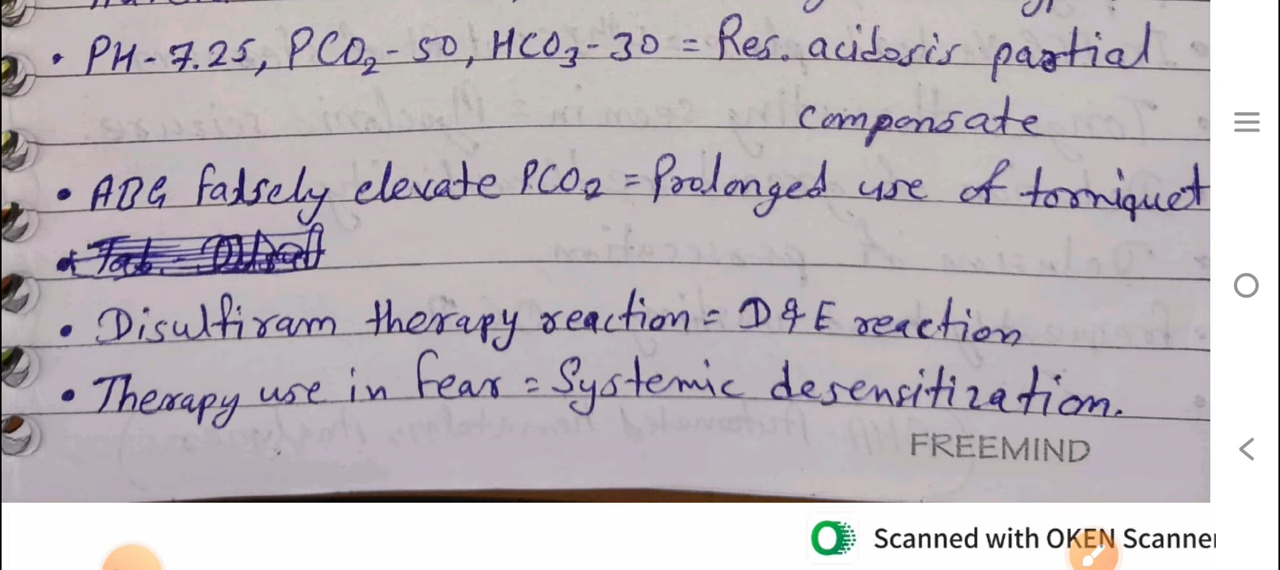 • PH-7.25, PCO2-50, HCO3-30 = Res. acidosis partial
componsate
• ABG falsely elevate PCO2 = Prolonged use of torniquet
• Disulfiram therapy reaction = D & E reaction
• Therapy use in fear = Systemic desensitization.
FREEMIND
Scanned with OKEN Scanner